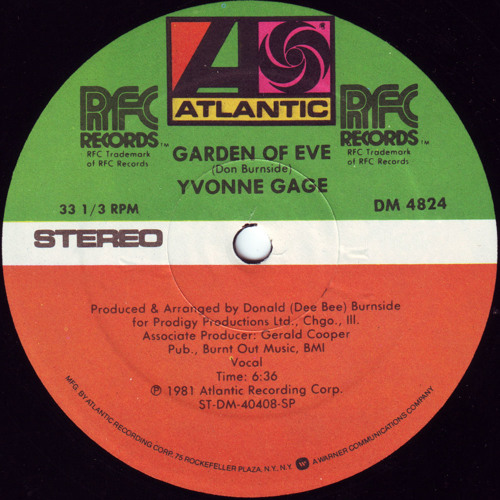 ATLANTIC
RFC
RECORDS™
RFC Trademark
of RFC Records
RFC
RECORDS™
RFC Trademark
of RFC Records
GARDEN OF EVE
(Don Burnside)
YVONNE GAGE
33 1/3 RPM
DM 4824
STEREO
Produced & Arranged by Donald (Dee Bee) Burnside
for Prodigy Productions Ltd., Chgo., Ill.
Associate Producer: Gerald Cooper
Pub., Burnt Out Music, BMI
Vocal
Time: 6:36
℗ 1981 Atlantic Recording Corp.
ST-DM-40408-SP
MFG. BY ATLANTIC RECORDING CORP., 75 ROCKEFELLER PLAZA, N.Y., N.Y. A WARNER COMMUNICATIONS COMPANY